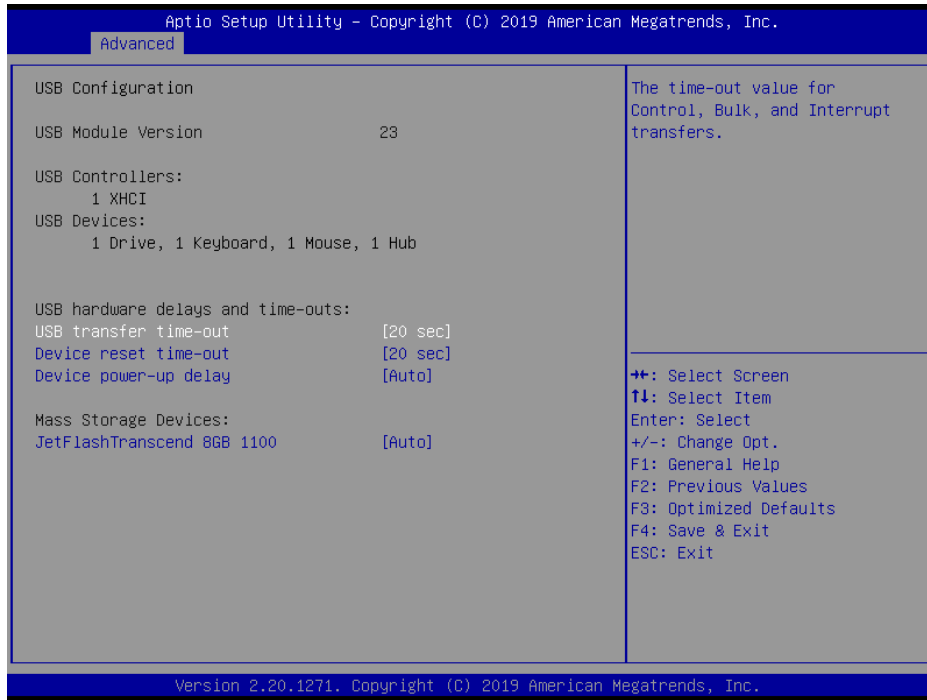 Aptio Setup Utility – Copyright (C) 2019 American Megatrends, Inc.
Advanced
USB Configuration
USB Module Version 23
USB Controllers:
1 XHCI
USB Devices:
1 Drive, 1 Keyboard, 1 Mouse, 1 Hub
USB hardware delays and time-outs:
USB transfer time-out [20 sec]
Device reset time-out [20 sec]
Device power-up delay [Auto]
Mass Storage Devices:
JetFlashTranscend 8GB 1100 [Auto]
The time-out value for
Control, Bulk, and Interrupt
transfers.
→←: Select Screen
↑↓: Select Item
Enter: Select
+/-: Change Opt.
F1: General Help
F2: Previous Values
F3: Optimized Defaults
F4: Save & Exit
ESC: Exit
Version 2.20.1271. Copyright (C) 2019 American Megatrends, Inc.